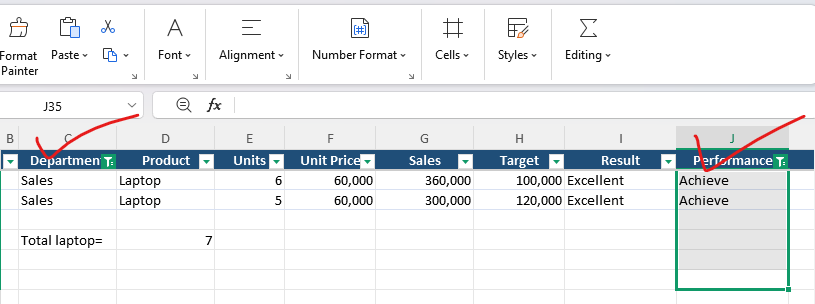 Format Painter
Paste
Font
Alignment
Number Format
Cells
Styles
Editing
J35
fx
B C D E F G H I J
Department Product Units Unit Price Sales Target Result Performance
Sales Laptop 6 60,000 360,000 100,000 Excellent Achieve
Sales Laptop 5 60,000 300,000 120,000 Excellent Achieve
Total laptop= 7